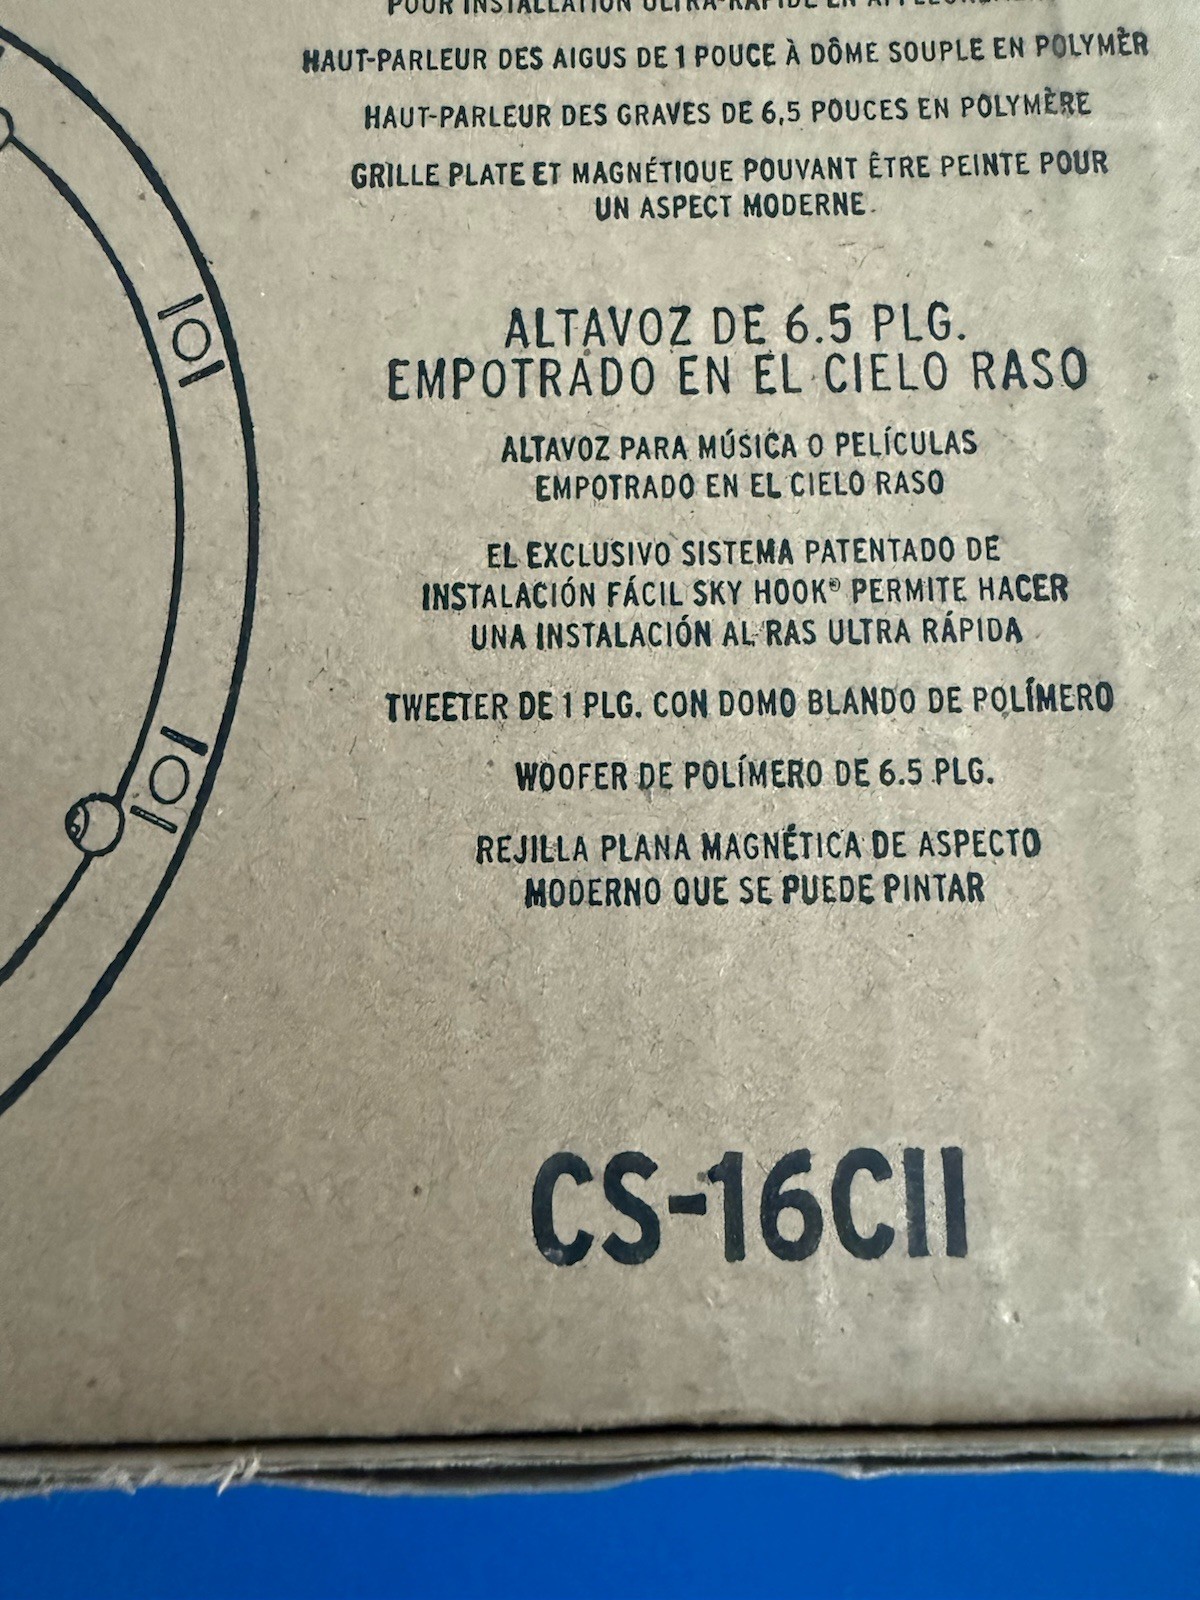 POUR INSTALLATION ULTRA-RAPIDE EN
HAUT-PARLEUR DES AIGUS DE 1 POUCE À DÔME SOUPLE EN POLYMÈR
HAUT-PARLEUR DES GRAVES DE 6,5 POUCES EN POLYMÈRE
GRILLE PLATE ET MAGNÉTIQUE POUVANT ÊTRE PEINTE POUR
UN ASPECT MODERNE.
ALTAVOZ DE 6.5 PLG.
EMPOTRADO EN EL CIELO RASO
ALTAVOZ PARA MÚSICA O PELÍCULAS
EMPOTRADO EN EL CIELO RASO
EL EXCLUSIVO SISTEMA PATENTADO DE
INSTALACIÓN FÁCIL SKY HOOK® PERMITE HACER
UNA INSTALACIÓN AL RAS ULTRA RÁPIDA
TWEETER DE 1 PLG. CON DOMO BLANDO DE POLÍMERO
WOOFER DE POLÍMERO DE 6.5 PLG.
REJILLA PLANA MAGNÉTICA DE ASPECTO
MODERNO QUE SE PUEDE PINTAR
CS-16CII